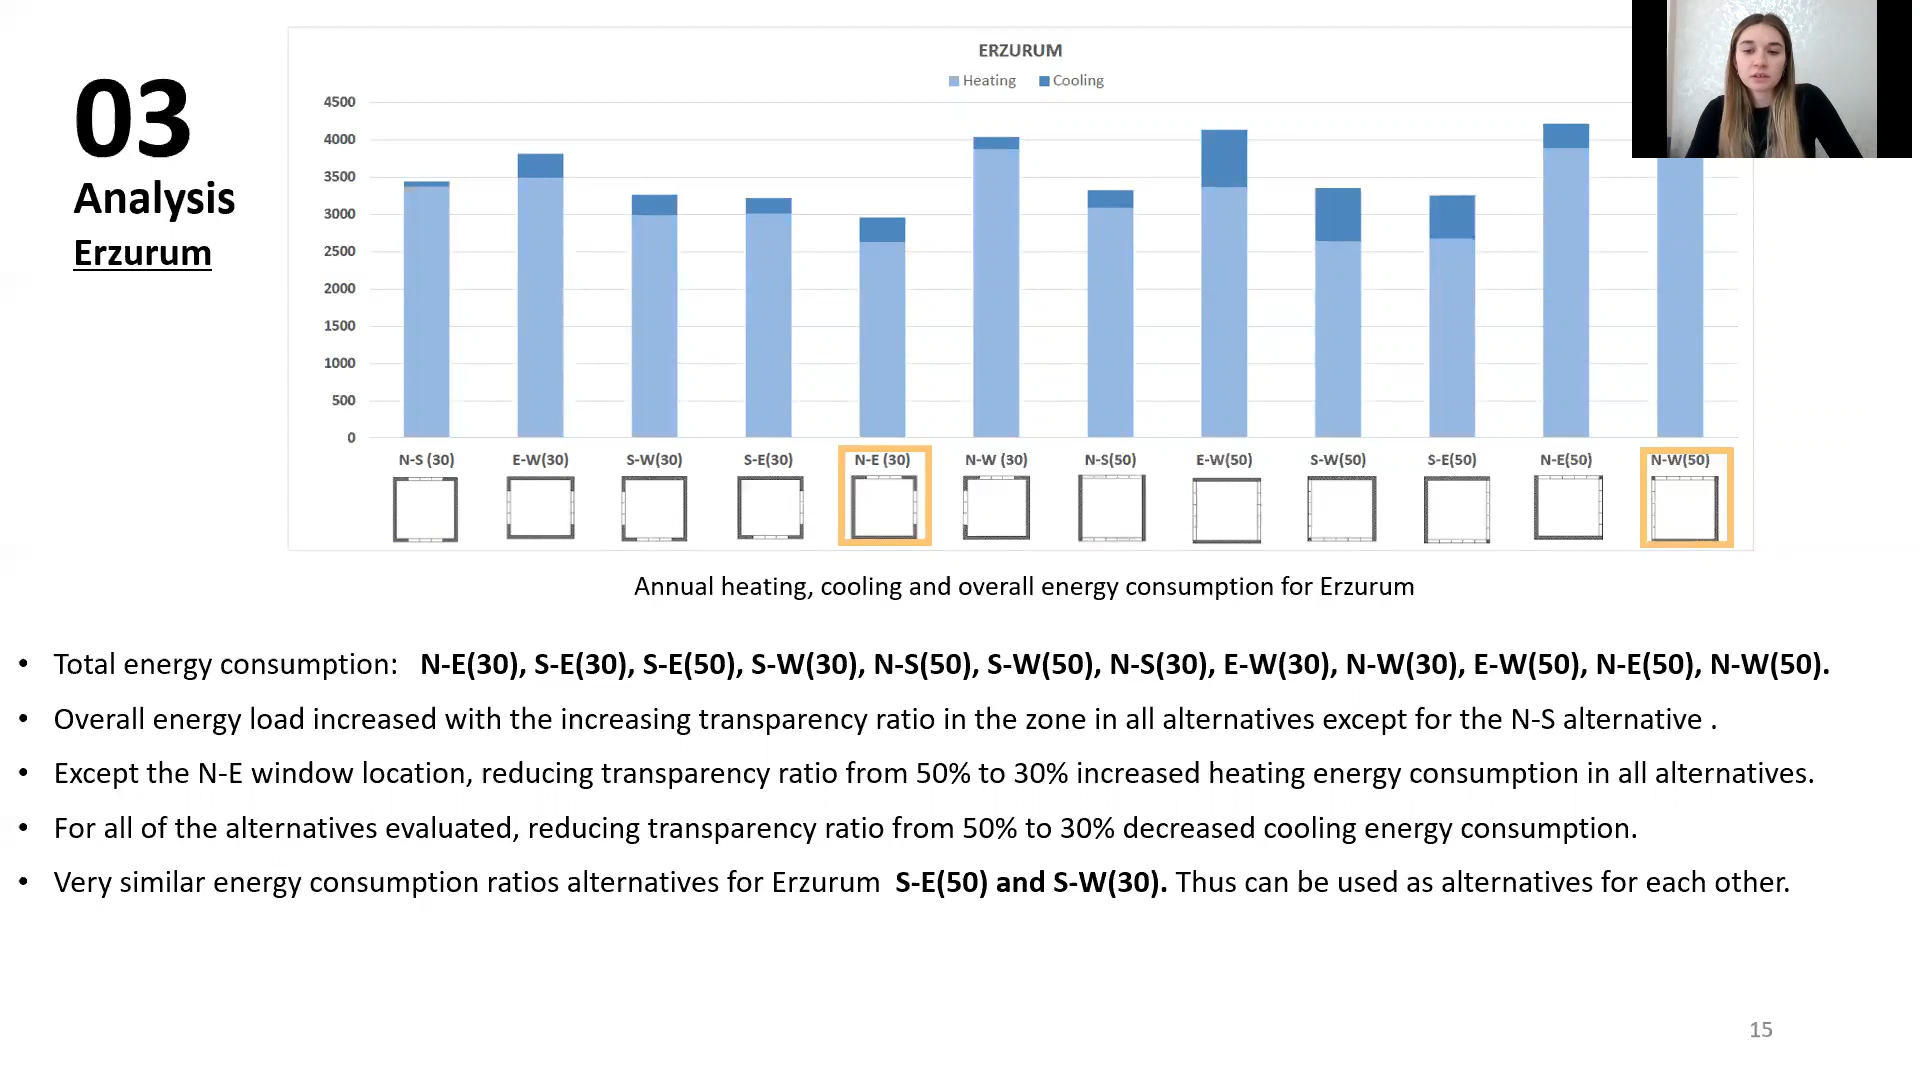 03
Analysis
Erzurum
ERZURUM
Heating Cooling
4500
4000
3500
3000
2500
2000
1500
1000
500
0
N-S (30) E-W(30) S-W(30) S-E(30) N-E (30) N-W (30) N-S(50) E-W(50) S-W(50) S-E(50) N-E(50) N-W(50)
Annual heating, cooling and overall energy consumption for Erzurum
• Total energy consumption: N-E(30), S-E(30), S-E(50), S-W(30), N-S(50), S-W(50), N-S(30), E-W(30), N-W(30), E-W(50), N-E(50), N-W(50).
• Overall energy load increased with the increasing transparency ratio in the zone in all alternatives except for the N-S alternative .
• Except the N-E window location, reducing transparency ratio from 50% to 30% increased heating energy consumption in all alternatives.
• For all of the alternatives evaluated, reducing transparency ratio from 50% to 30% decreased cooling energy consumption.
• Very similar energy consumption ratios alternatives for Erzurum S-E(50) and S-W(30). Thus can be used as alternatives for each other.
15